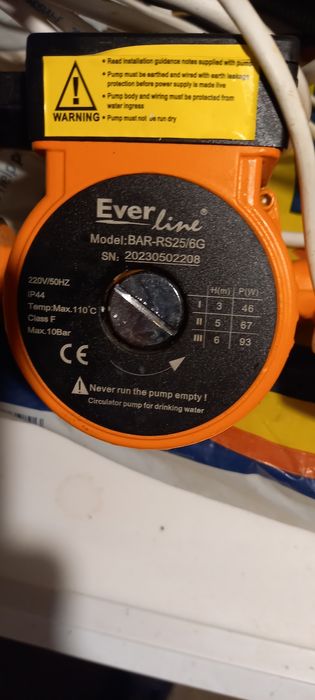 • Read installation guidance notes supplied with pump
• Pump must be earthed and wired with earth leakage
protection before power supply is made live
• Pump body and wiring must be protected from
water ingress
• Pump must not use run dry
WARNING
Ever line®
Model:BAR-RS25/6G
SN: 20230502208
220V/50HZ
IP44
Temp:Max.110°C
Class F
Max.10Bar
H(m) P(W)
I 3 46
II 5 67
III 6 93
CE
Never run the pump empty !
Circulator pump for drinking water